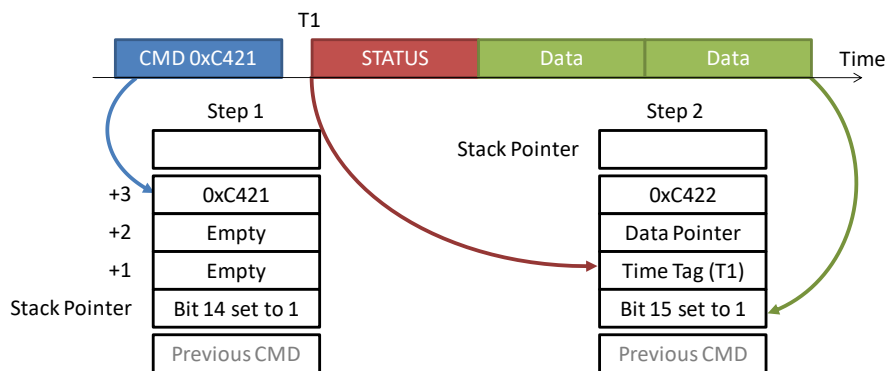 T1
CMD 0xC421
STATUS
Data
Data
Time
Step 1
Step 2
Stack Pointer
+3
0xC421
0xC422
+2
Empty
Data Pointer
+1
Empty
Time Tag (T1)
Stack Pointer
Bit 14 set to 1
Bit 15 set to 1
Previous CMD
Previous CMD